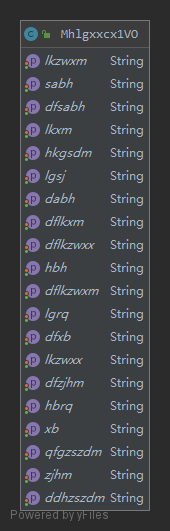 C Mhlgxxcx1VO
p lkzwxm String
p sabh String
p dfsabh String
p lkxm String
p hkgsdm String
p lgsj String
p dabh String
p dflkxm String
p dflkzwxx String
p hbh String
p dflkzwxm String
p lgrq String
p dfxb String
p lkzwxx String
p dfzjhm String
p hbrq String
p xb String
p qfgzszdm String
p zjhm String
p ddhzszdm String
Powered by yFiles